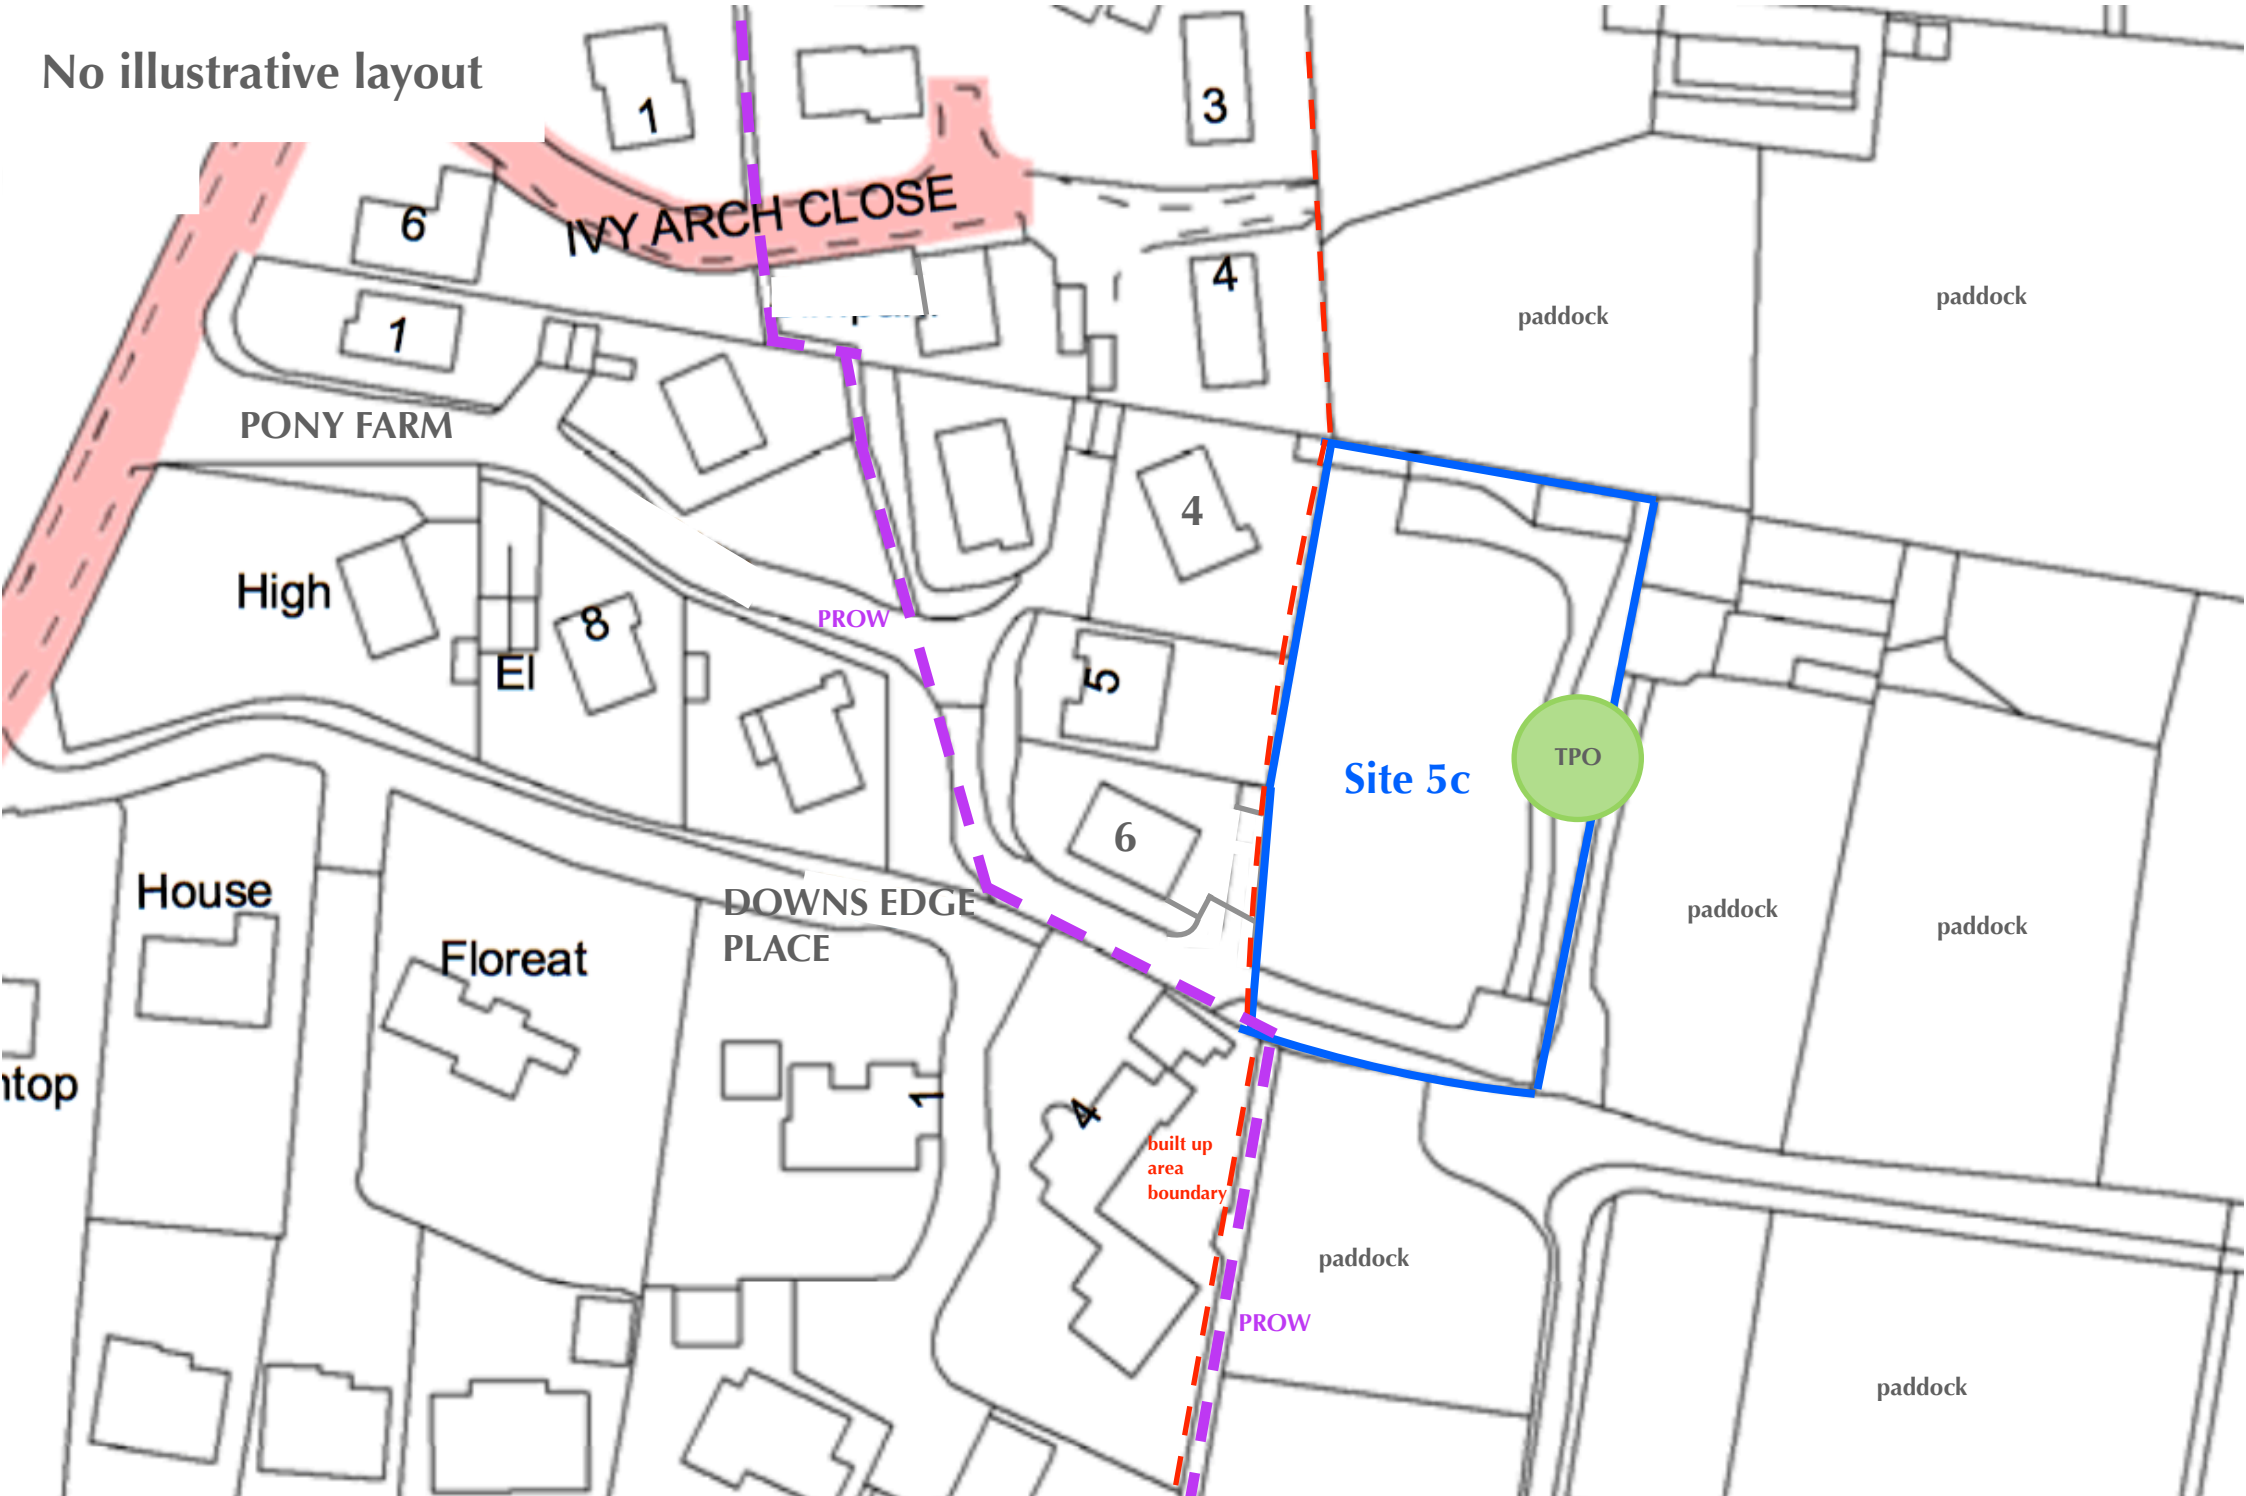 No illustrative layout
1
3
6
IVY ARCH CLOSE
4
1
paddock
paddock
PONY FARM
4
High
8
PROW
El
5
Site 5c
TPO
6
House
DOWNS EDGE
PLACE
paddock
paddock
Floreat
ntop
1
4
built up
area
boundary
paddock
PROW
paddock